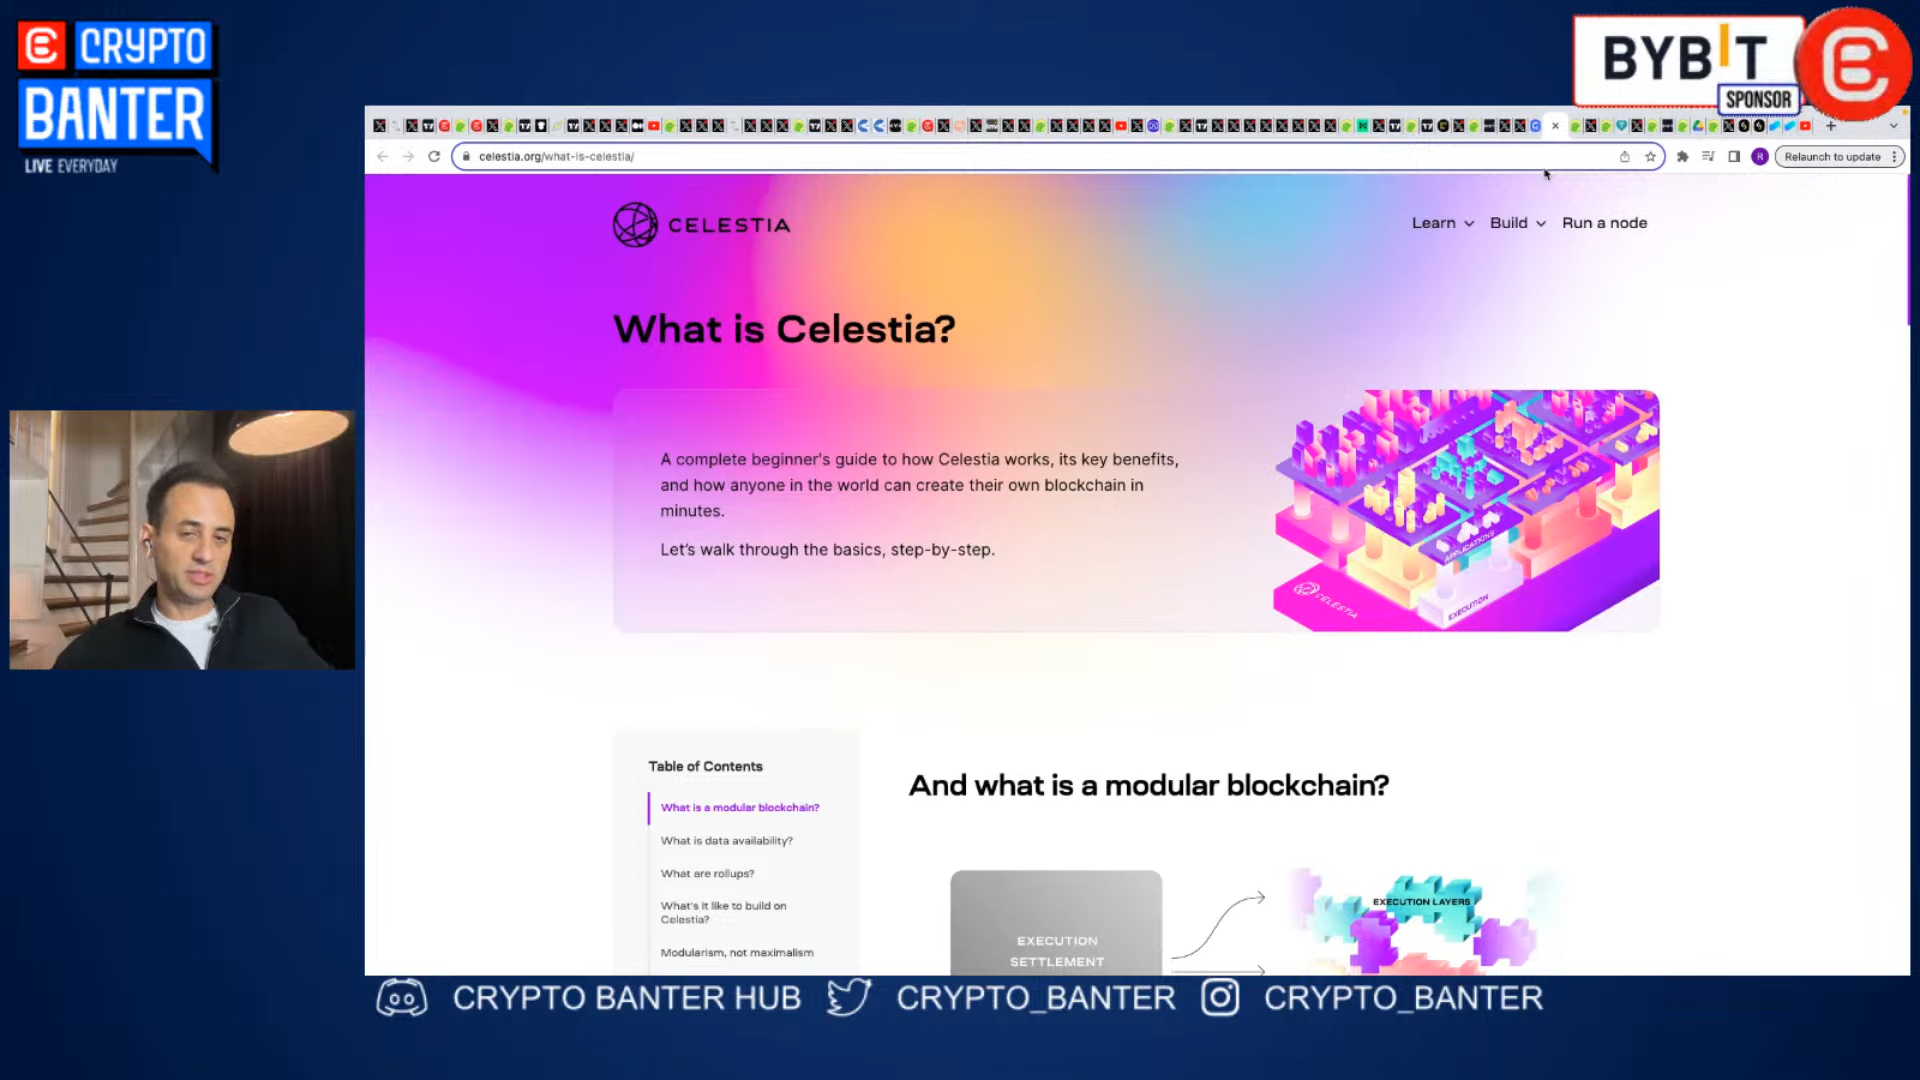 CRYPTO
BANTER
LIVE EVERYDAY
BYBIT
SPONSOR
celestia.org/what-is-celestia/
Relaunch to update
CELESTIA
Learn
Build
Run a node
What is Celestia?
A complete beginner's guide to how Celestia works, its key benefits,
and how anyone in the world can create their own blockchain in
minutes.
Let's walk through the basics, step-by-step.
APPLICATIONS
CELESTIA
EXECUTION
Table of Contents
What is a modular blockchain?
What is data availability?
What are rollups?
What's it like to build on
Celestia?
Modularism, not maximalism
And what is a modular blockchain?
EXECUTION
SETTLEMENT
EXECUTION LAYERS
CRYPTO BANTER HUB
CRYPTO_BANTER
CRYPTO_BANTER